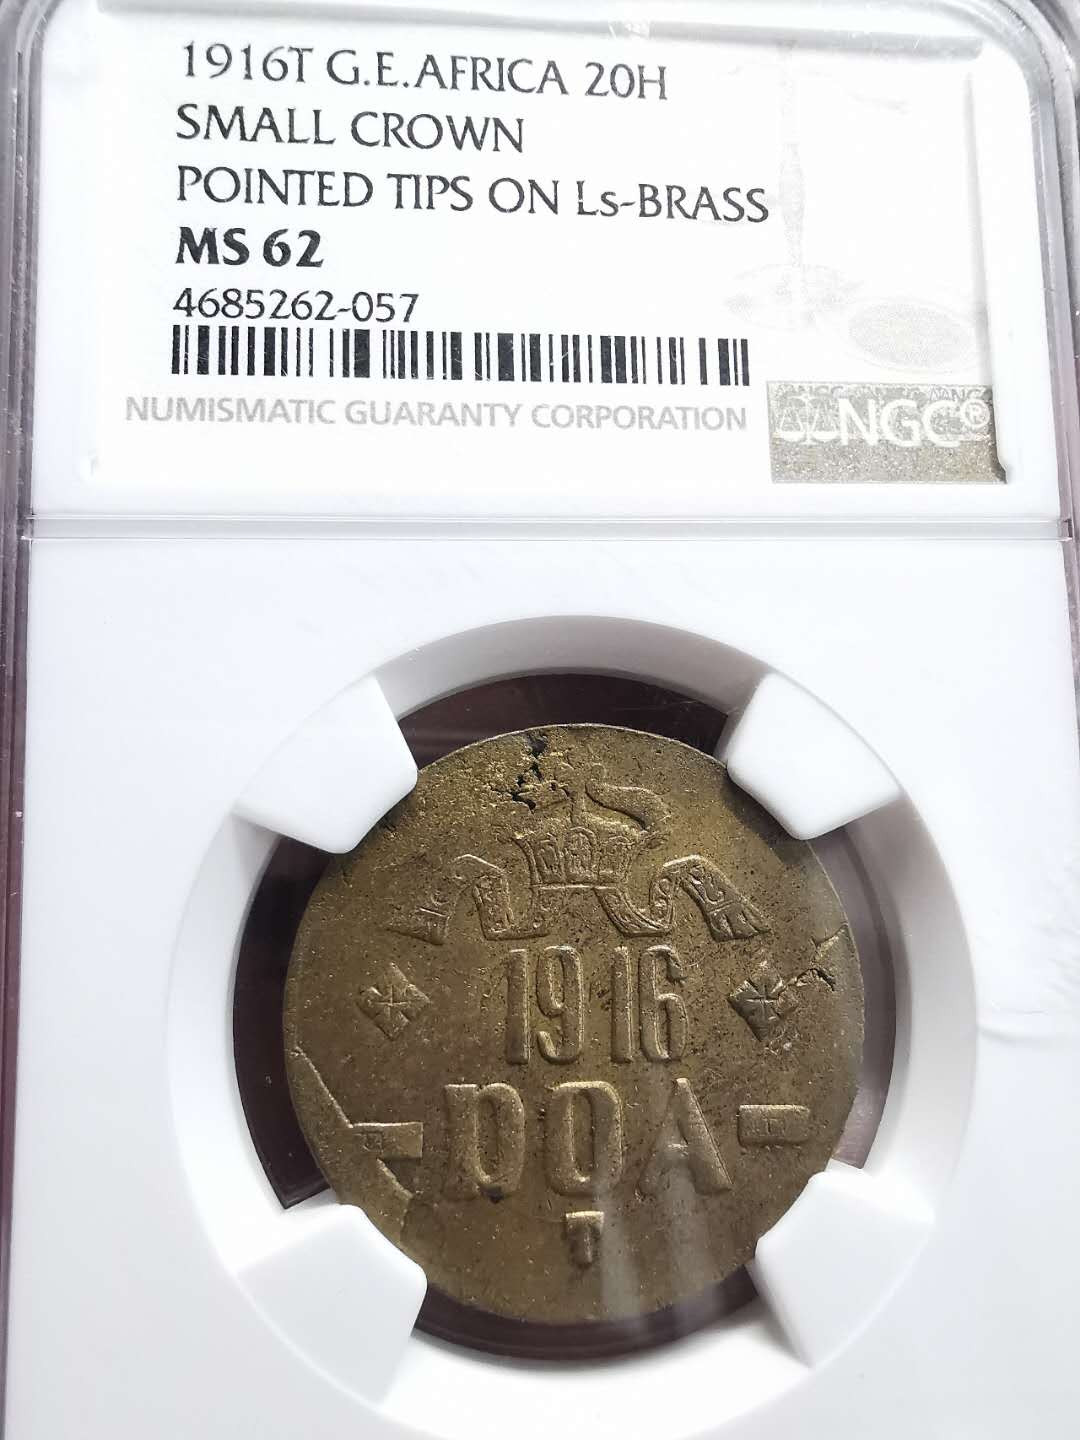 1916T G.E.AFRICA 20H
SMALL CROWN
POINTED TIPS ON Ls-BRASS
MS 62
4685262-057
NUMISMATIC GUARANTY CORPORATION
NGC®
1916
DOA
T